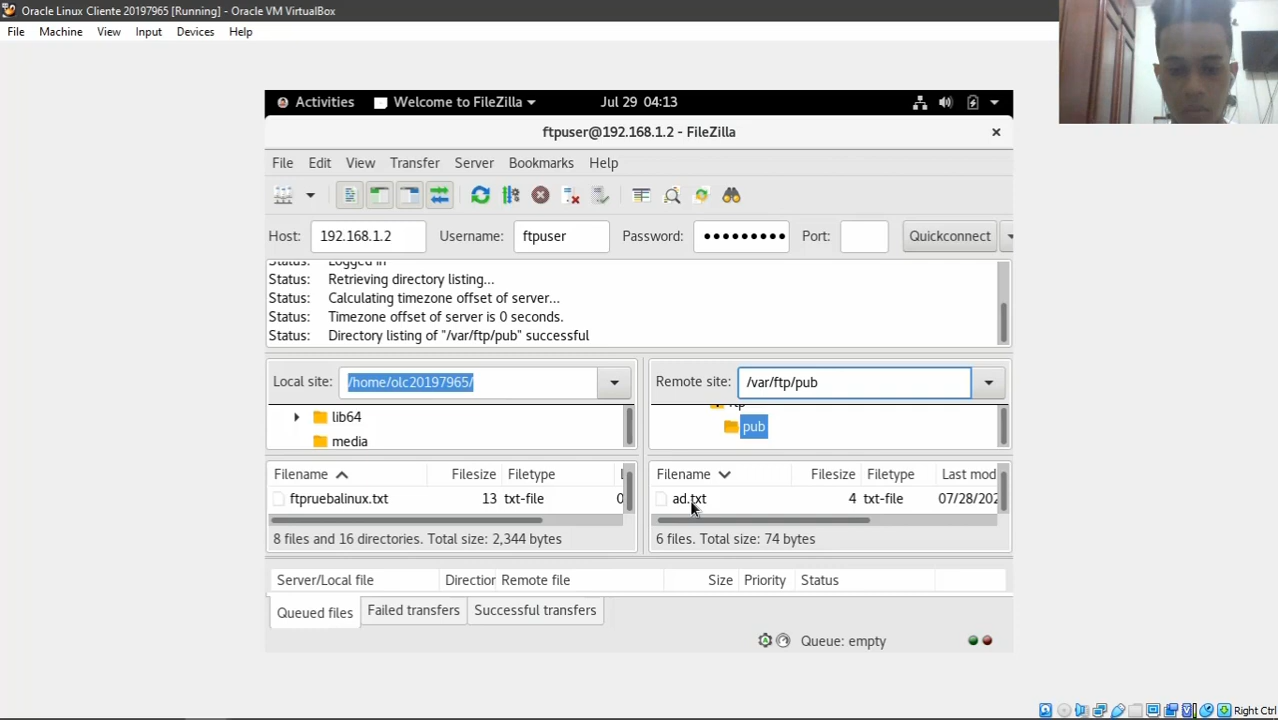 Oracle Linux Cliente 20197965 [Running] - Oracle VM VirtualBox
File Machine View Input Devices Help
Activities Welcome to FileZilla Jul 29 04:13
ftpuser@192.168.1.2 - FileZilla
File Edit View Transfer Server Bookmarks Help
Host: 192.168.1.2 Username: ftpuser Password: ●●●●●●●●● Port: Quickconnect
Status: Logged in
Status: Retrieving directory listing...
Status: Calculating timezone offset of server...
Status: Timezone offset of server is 0 seconds.
Status: Directory listing of "/var/ftp/pub" successful
Local site: /home/olc20197965/ Remote site: /var/ftp/pub
lib64 ftp
media pub
Filename Filesize Filetype Filename Filesize Filetype Last mod
ftppruebalinux.txt 13 txt-file 0 ad.txt 4 txt-file 07/28/202
8 files and 16 directories. Total size: 2,344 bytes 6 files. Total size: 74 bytes
Server/Local file Direction Remote file Size Priority Status
Queued files Failed transfers Successful transfers
Queue: empty
Right Ctrl